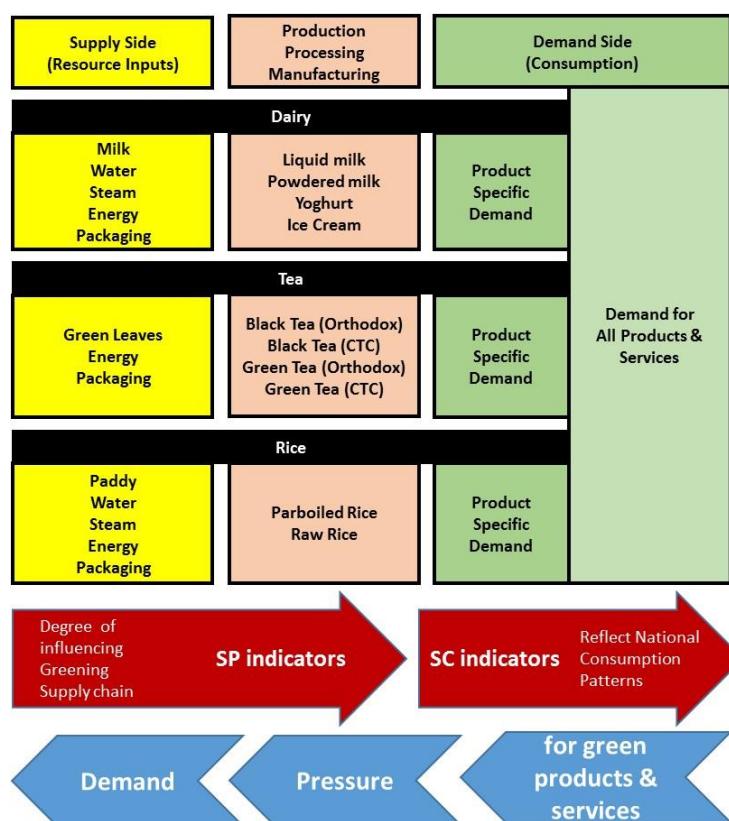 Supply Side
(Resource Inputs)
Production
Processing
Manufacturing
Demand Side
(Consumption)
Dairy
Milk
Water
Steam
Energy
Packaging
Liquid milk
Powdered milk
Yoghurt
Ice Cream
Product
Specific
Demand
Tea
Green Leaves
Energy
Packaging
Black Tea (Orthodox)
Black Tea (CTC)
Green Tea (Orthodox)
Green Tea (CTC)
Product
Specific
Demand
Demand for
All Products &
Services
Rice
Paddy
Water
Steam
Energy
Packaging
Parboiled Rice
Raw Rice
Product
Specific
Demand
Degree of
influencing
Greening
Supply chain
SP indicators
SC indicators
Reflect National
Consumption
Patterns
Demand
Pressure
for green
products &
services